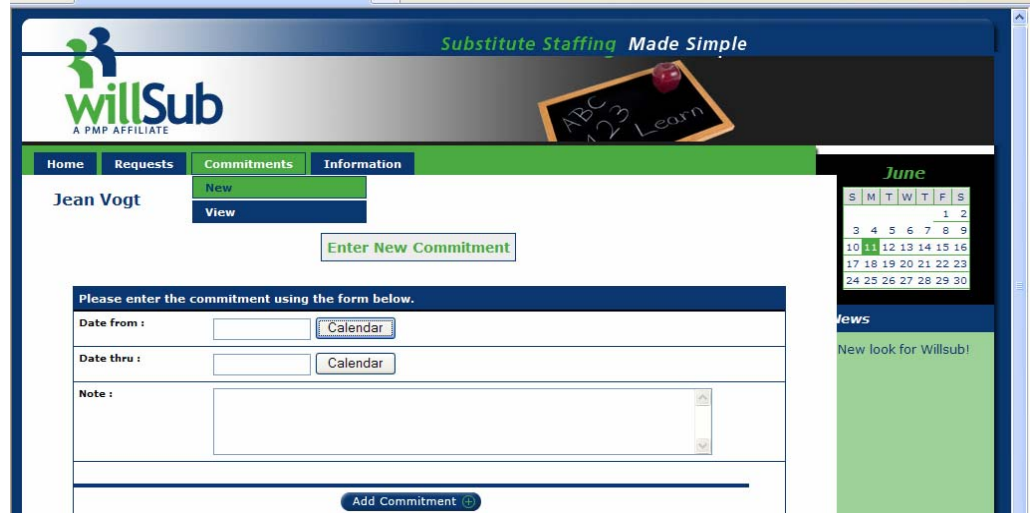 Substitute Staffing Made Simple
willSub
A PMP AFFILIATE
ABC
123
Learn
Home Requests Commitments Information
New
View
Jean Vogt
Enter New Commitment
Please enter the commitment using the form below.
Date from :
Calendar
Date thru :
Calendar
Note :
Add Commitment
June
S M T W T F S
1 2
3 4 5 6 7 8 9
10 11 12 13 14 15 16
17 18 19 20 21 22 23
24 25 26 27 28 29 30
News
New look for Willsub!